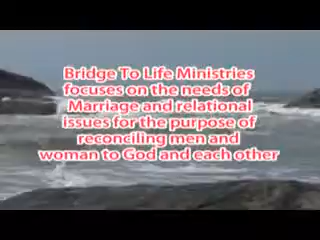 Bridge To Life Ministries
focuses on the needs of
Marriage and relational
issues for the purpose of
reconciling men and
woman to God and each other